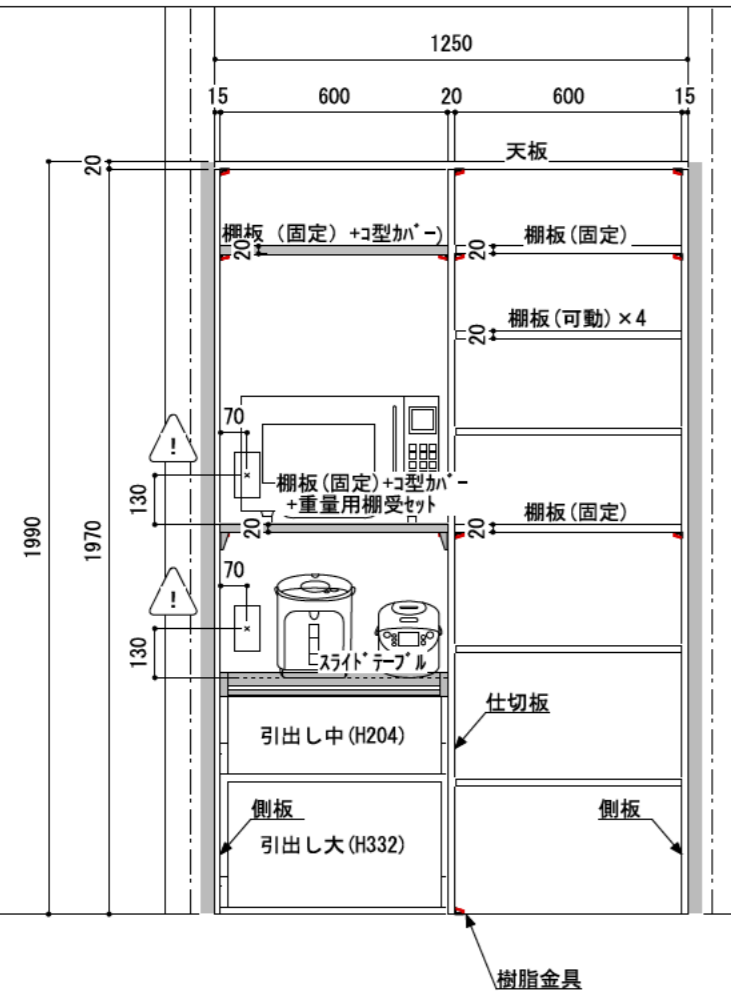 1250
15 600 20 600 15
天板
20
棚板（固定）+コ型ｶﾊﾞｰ)
20
20
棚板(固定)
棚板(可動)×4
20
70
!
130
棚板(固定)+コ型ｶﾊﾞｰ
+重量用棚受ｾｯﾄ
20
20
棚板(固定)
1990
1970
70
!
130
ｽﾗｲﾄﾞﾃｰﾌﾞﾙ
仕切板
引出し中(H204)
側板
側板
引出し大(H332)
樹脂金具